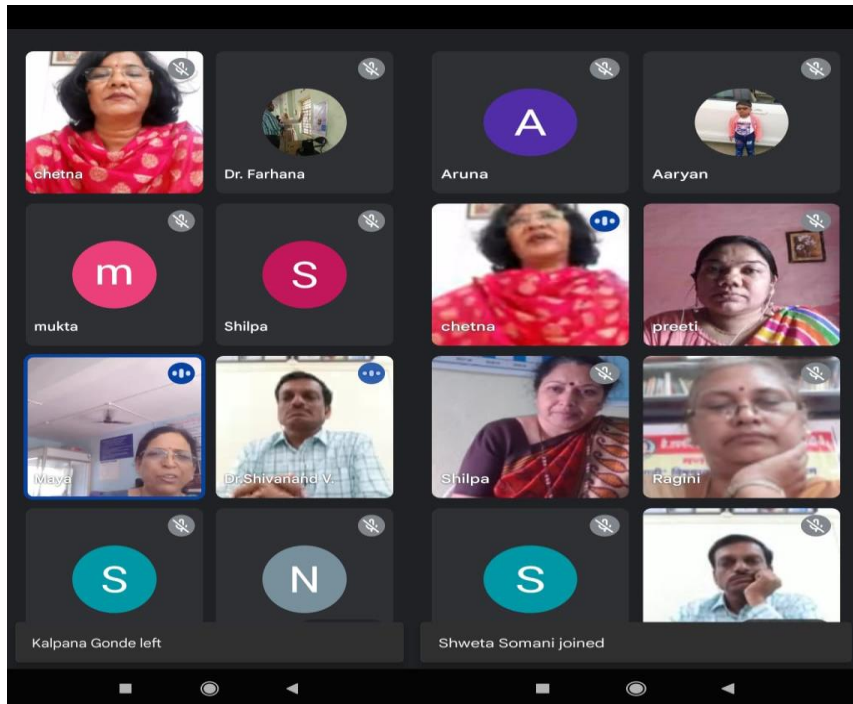 chetna
Dr. Farhana
m
mukta
S
Shilpa
Maya
Dr.Shivanand V.
S
N
Kalpana Gonde left
A
Aruna
Aaryan
chetna
preeti
Shilpa
Ragini
S
Shweta Somani joined